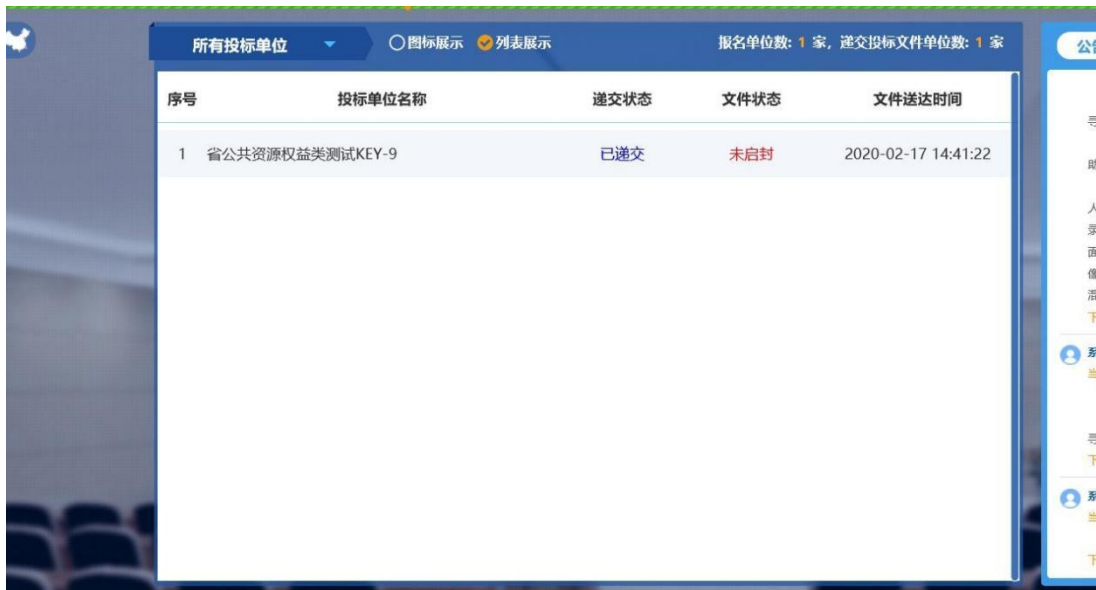 所有投标单位 图标展示 列表展示 报名单位数: 1 家, 递交投标文件单位数: 1 家
序号 投标单位名称 递交状态 文件状态 文件送达时间
1 省公共资源权益类测试KEY-9 已递交 未启封 2020-02-17 14:41:22